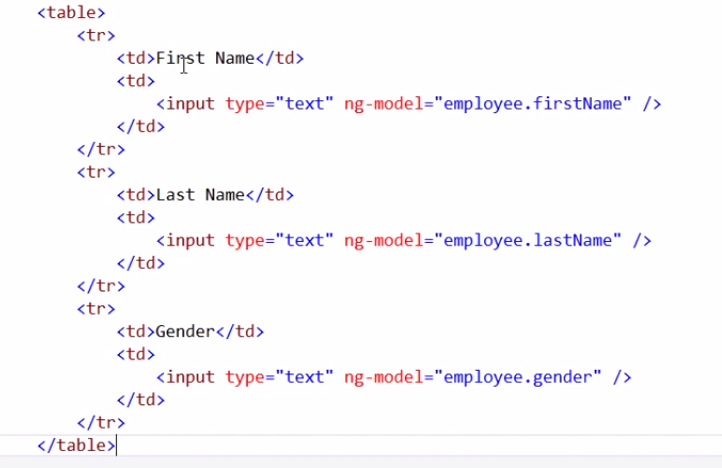 <table>
<tr>
<td>First Name</td>
<td>
<input type="text" ng-model="employee.firstName" />
</td>
</tr>
<tr>
<td>Last Name</td>
<td>
<input type="text" ng-model="employee.lastName" />
</td>
</tr>
<tr>
<td>Gender</td>
<td>
<input type="text" ng-model="employee.gender" />
</td>
</tr>
</table>